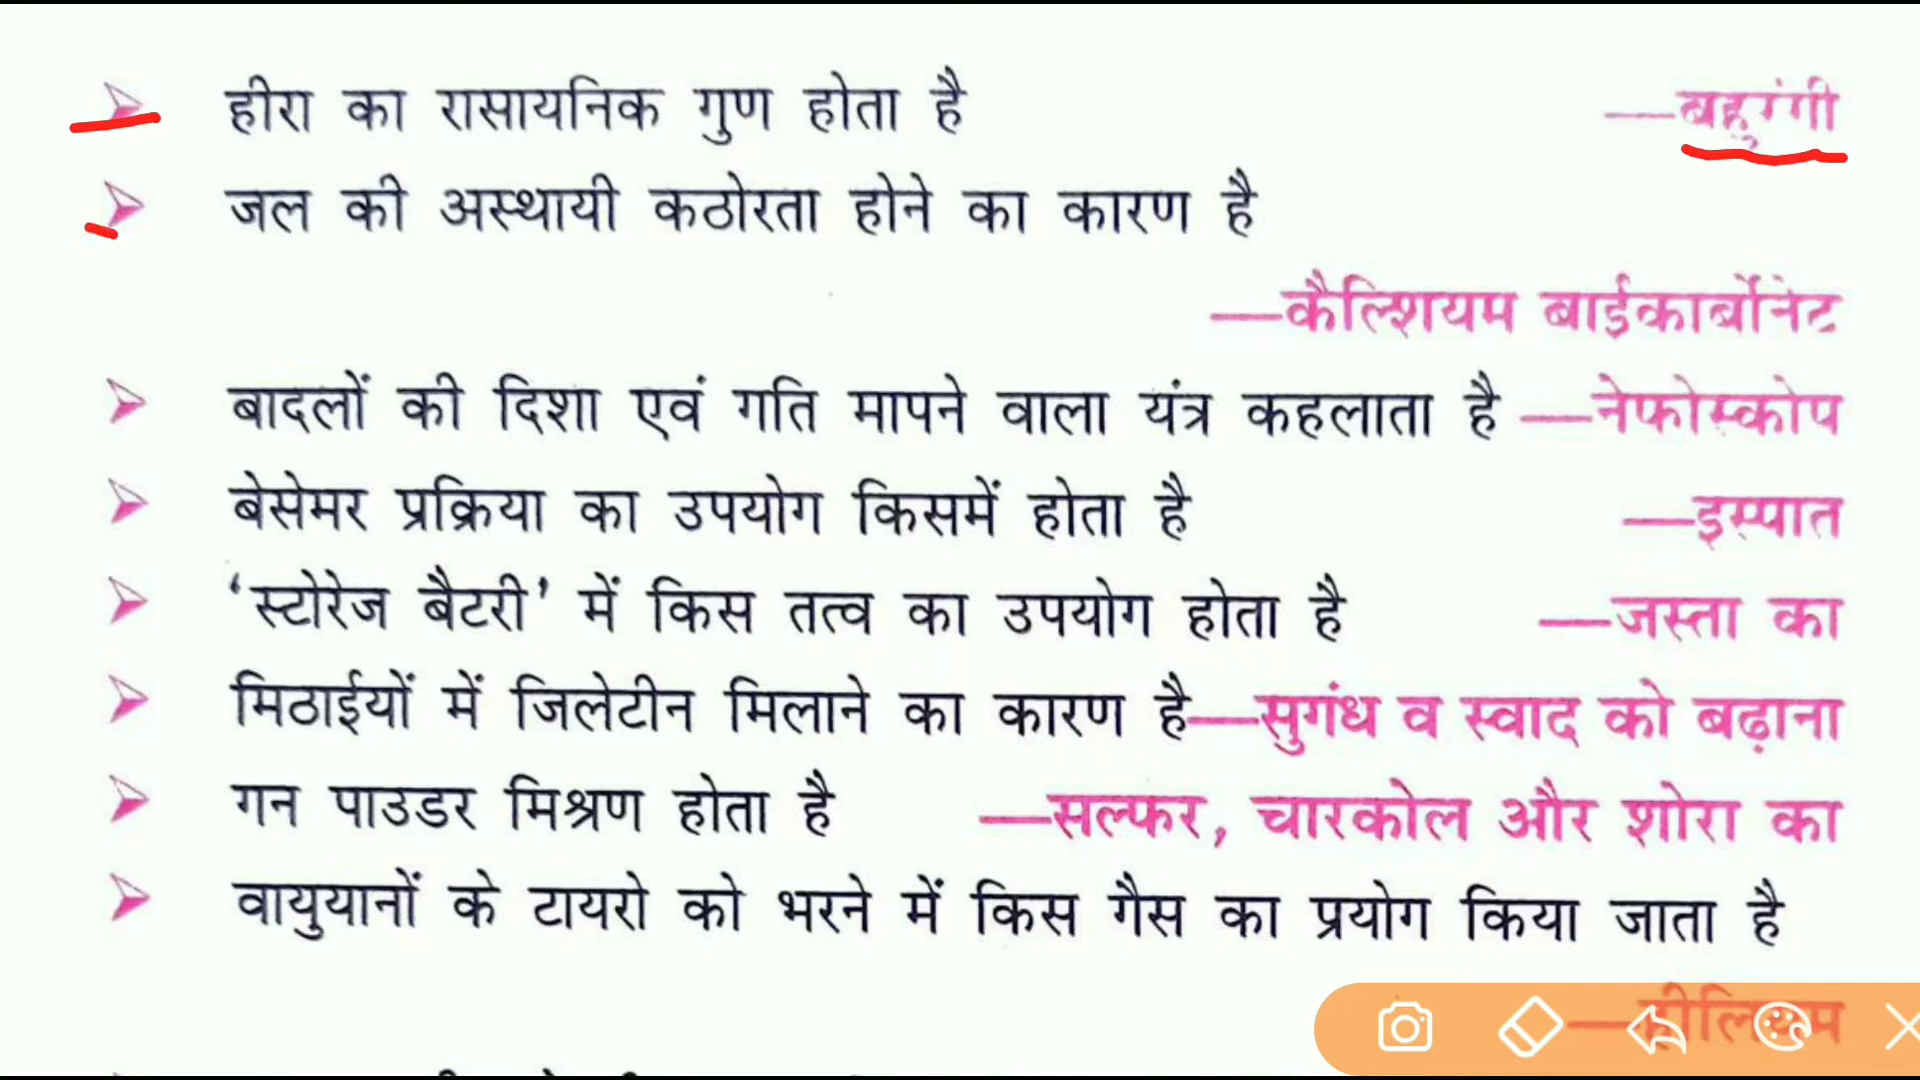 हीरा का रासायनिक गुण होता है —बहुरंगी
जल की अस्थायी कठोरता होने का कारण है
—कैल्शियम बाईकार्बोनेट
बादलों की दिशा एवं गति मापने वाला यंत्र कहलाता है —नेफोस्कोप
बेसेमर प्रक्रिया का उपयोग किसमें होता है —इस्पात
‘स्टोरेज बैटरी’ में किस तत्व का उपयोग होता है —जस्ता का
मिठाईयों में जिलेटीन मिलाने का कारण है—सुगंध व स्वाद को बढ़ाना
गन पाउडर मिश्रण होता है —सल्फर, चारकोल और शोरा का
वायुयानों के टायरो को भरने में किस गैस का प्रयोग किया जाता है
—हीलियम